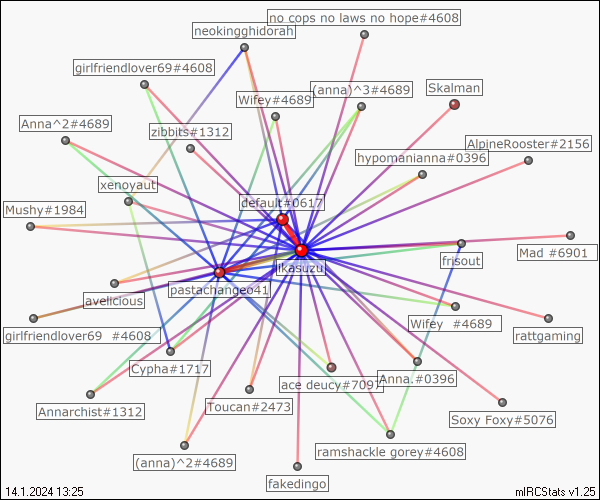 no cops no laws no hope#4608
neokingghidorah
girlfriendlover69#4608
Skalman
(anna)^3#4689
Wifey#4689
Anna^2#4689
zibbits#1312
AlpineRooster#2156
hypomanianna#0396
xenoyaut
default#0617
Mushy#1984
Mad #6901
frisout
ikasuzu
pastachangeo41
avelicious
Wifey #4689
girlfriendlover69 #4608
rattgaming
Cypha#1717
Anna.#0396
ace deucy#7097
Toucan#2473
Annarchist#1312
Soxy Foxy#5076
ramshackle gorey#4608
(anna)^2#4689
fakedingo
14.1.2024 13:25
mIRCStats v1.25